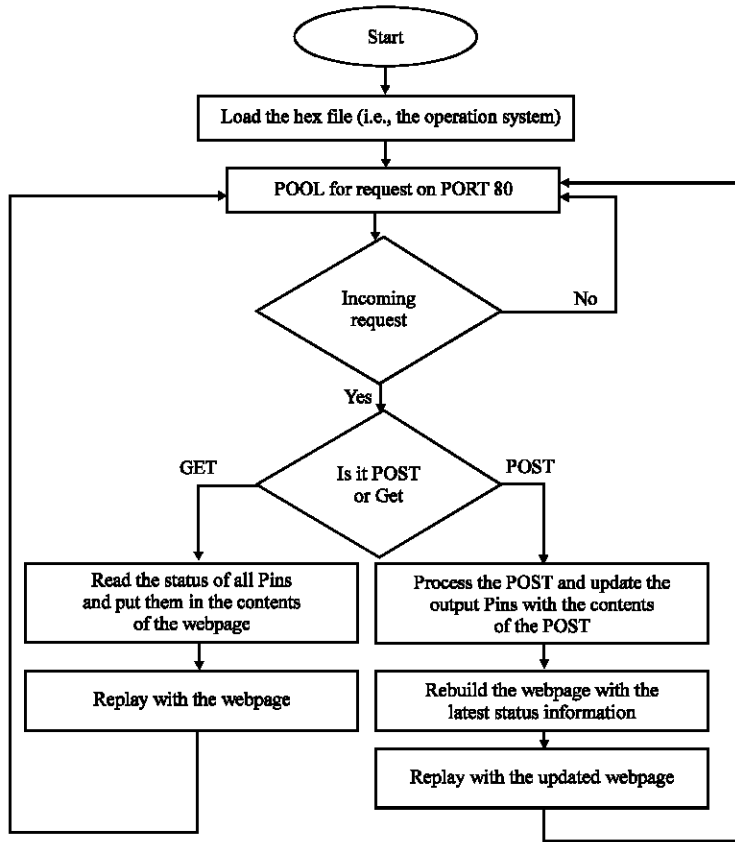 Start
Load the hex file (i.e., the operation system)
POOL for request on PORT 80
Incoming
request
No
Yes
GET
Is it POST
or Get
POST
Read the status of all Pins
and put them in the contents
of the webpage
Process the POST and update the
output Pins with the contents
of the POST
Replay with the webpage
Rebuild the webpage with the
latest status information
Replay with the updated webpage